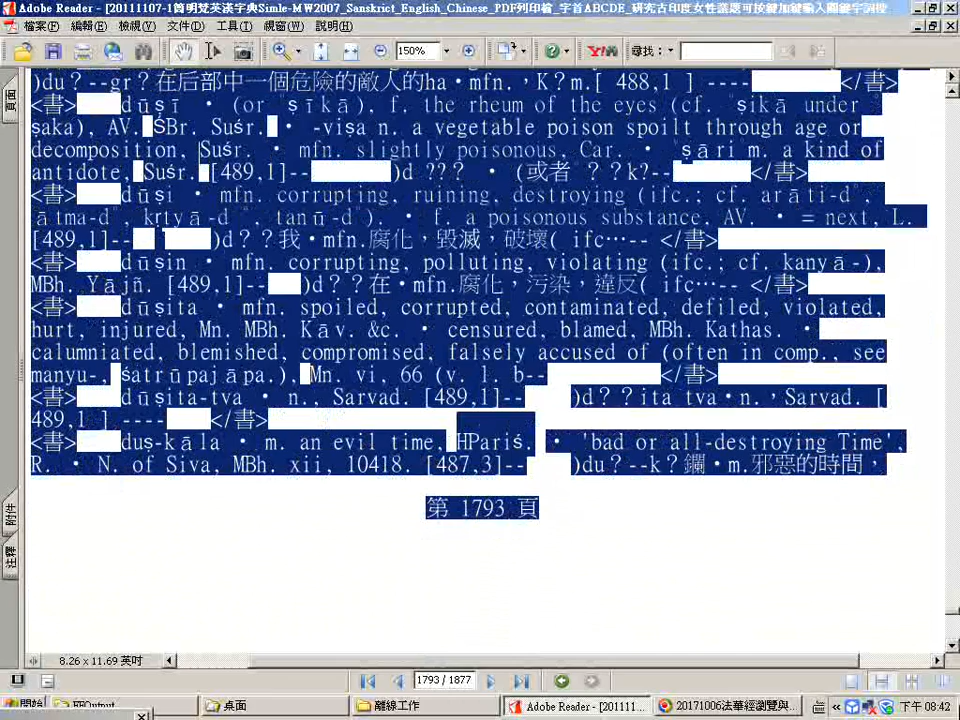 Adobe Reader - [20111107-1簡明梵英漢字典Simle-MW2007_Sanskrict_English_Chinese_PDF列印檔_字首ABCDE_研究古印度女性議題可按鍵加鍵輸入關鍵字詞搜
檔案(F) 編輯(E) 檢視(V) 文件(D) 工具(T) 視窗(W) 說明(H)
150% Y! 尋找：
頁面
)du？--gr？在后部中一個危險的敵人的ha‧mfn.，K？m.[ 488,1 ] ---- </書>
<書> dūṣī ‧ (or °ṣīkā), f. the rheum of the eyes (cf °ṣikā under
ṣaka), AV. ŚBr. Suśr. ‧ -viṣa n. a vegetable poison spoilt through age or
decomposition, Suśr. ‧ mfn. slightly poisonous, Car. ‧ °ṣāri m. a kind of
antidote, Suśr. [489,1]-- )d ??？ ‧ (或者 ？？k?-- </書>
<書> dūṣi ‧ mfn. corrupting, ruining, destroying (ifc.; cf. arāti-d°,
ātma-d°, kṛtyā-d°, tanū-d°). ‧ f. a poisonous substance, AV. ‧ = next, L.
[489,1]-- )d？？我‧mfn.腐化，毀滅，破壞( ifc…-- </書>
<書> dūṣin ‧ mfn. corrupting, polluting, violating (ifc.; cf. kanyā-),
MBh. Yājñ. [489,1]-- )d？？在‧mfn.腐化，污染，違反( ifc…-- </書>
<書> dūṣita ‧ mfn. spoiled, corrupted, contaminated, defiled, violated,
hurt, injured, Mn. MBh. Kāv. &c. ‧ censured, blamed, MBh. Kathas. ‧
calumniated, blemished, compromised, falsely accused of (often in comp., see
manyu-, śatrūpajāpa.), Mn. vi, 66 (v. l. b-- </書>
<書> dūṣita-tva ‧ n., Sarvad. [489,1]-- )d？？ita tva‧n.，Sarvad. [
489,1 ] ---- </書>
<書> duṣ-kāla ‧ m. an evil time, HPariś. ‧ 'bad or all-destroying Time',
R. ‧ N. of Siva, MBh. xii, 10418. [487,3]-- )du？--k？鑭‧m.邪惡的時間，
第 1793 頁
附件
注釋
8.26 x 11.69 英吋
1793 / 1877
開始 FFOutput 桌面 離線工作 Adobe Reader - [201111... 20171006法華經瀏覽與... 下午 08:42